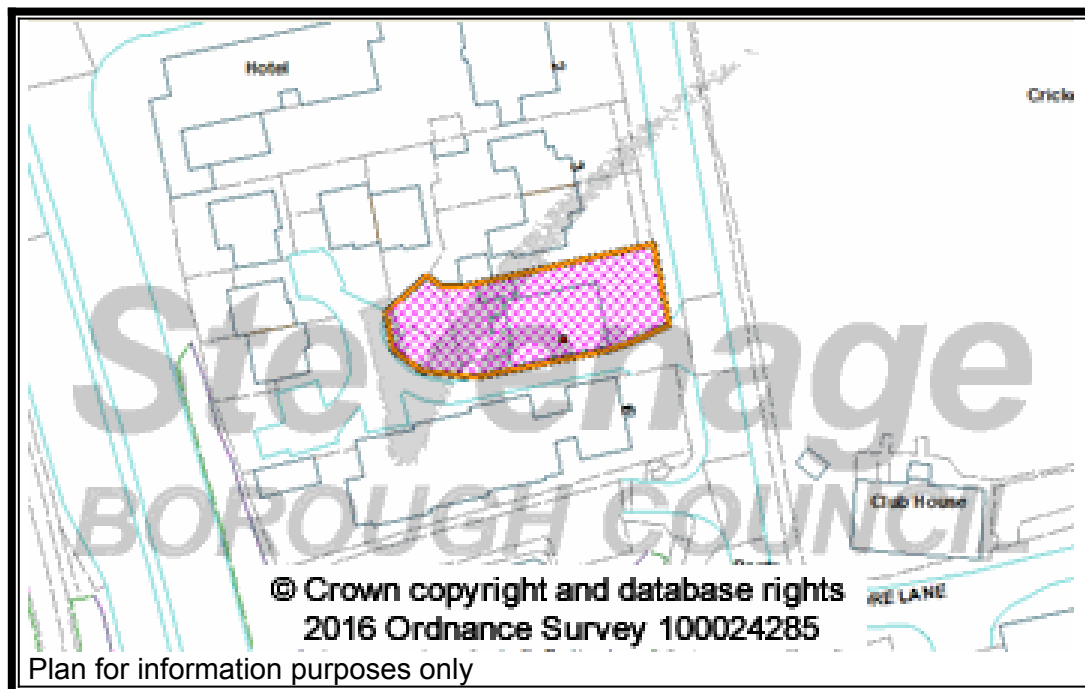 Hotel
Crick
Stevenage
BOROUGH COUNCIL
Club House
© Crown copyright and database rights
2016 Ordnance Survey 100024285
LANE
Plan for information purposes only